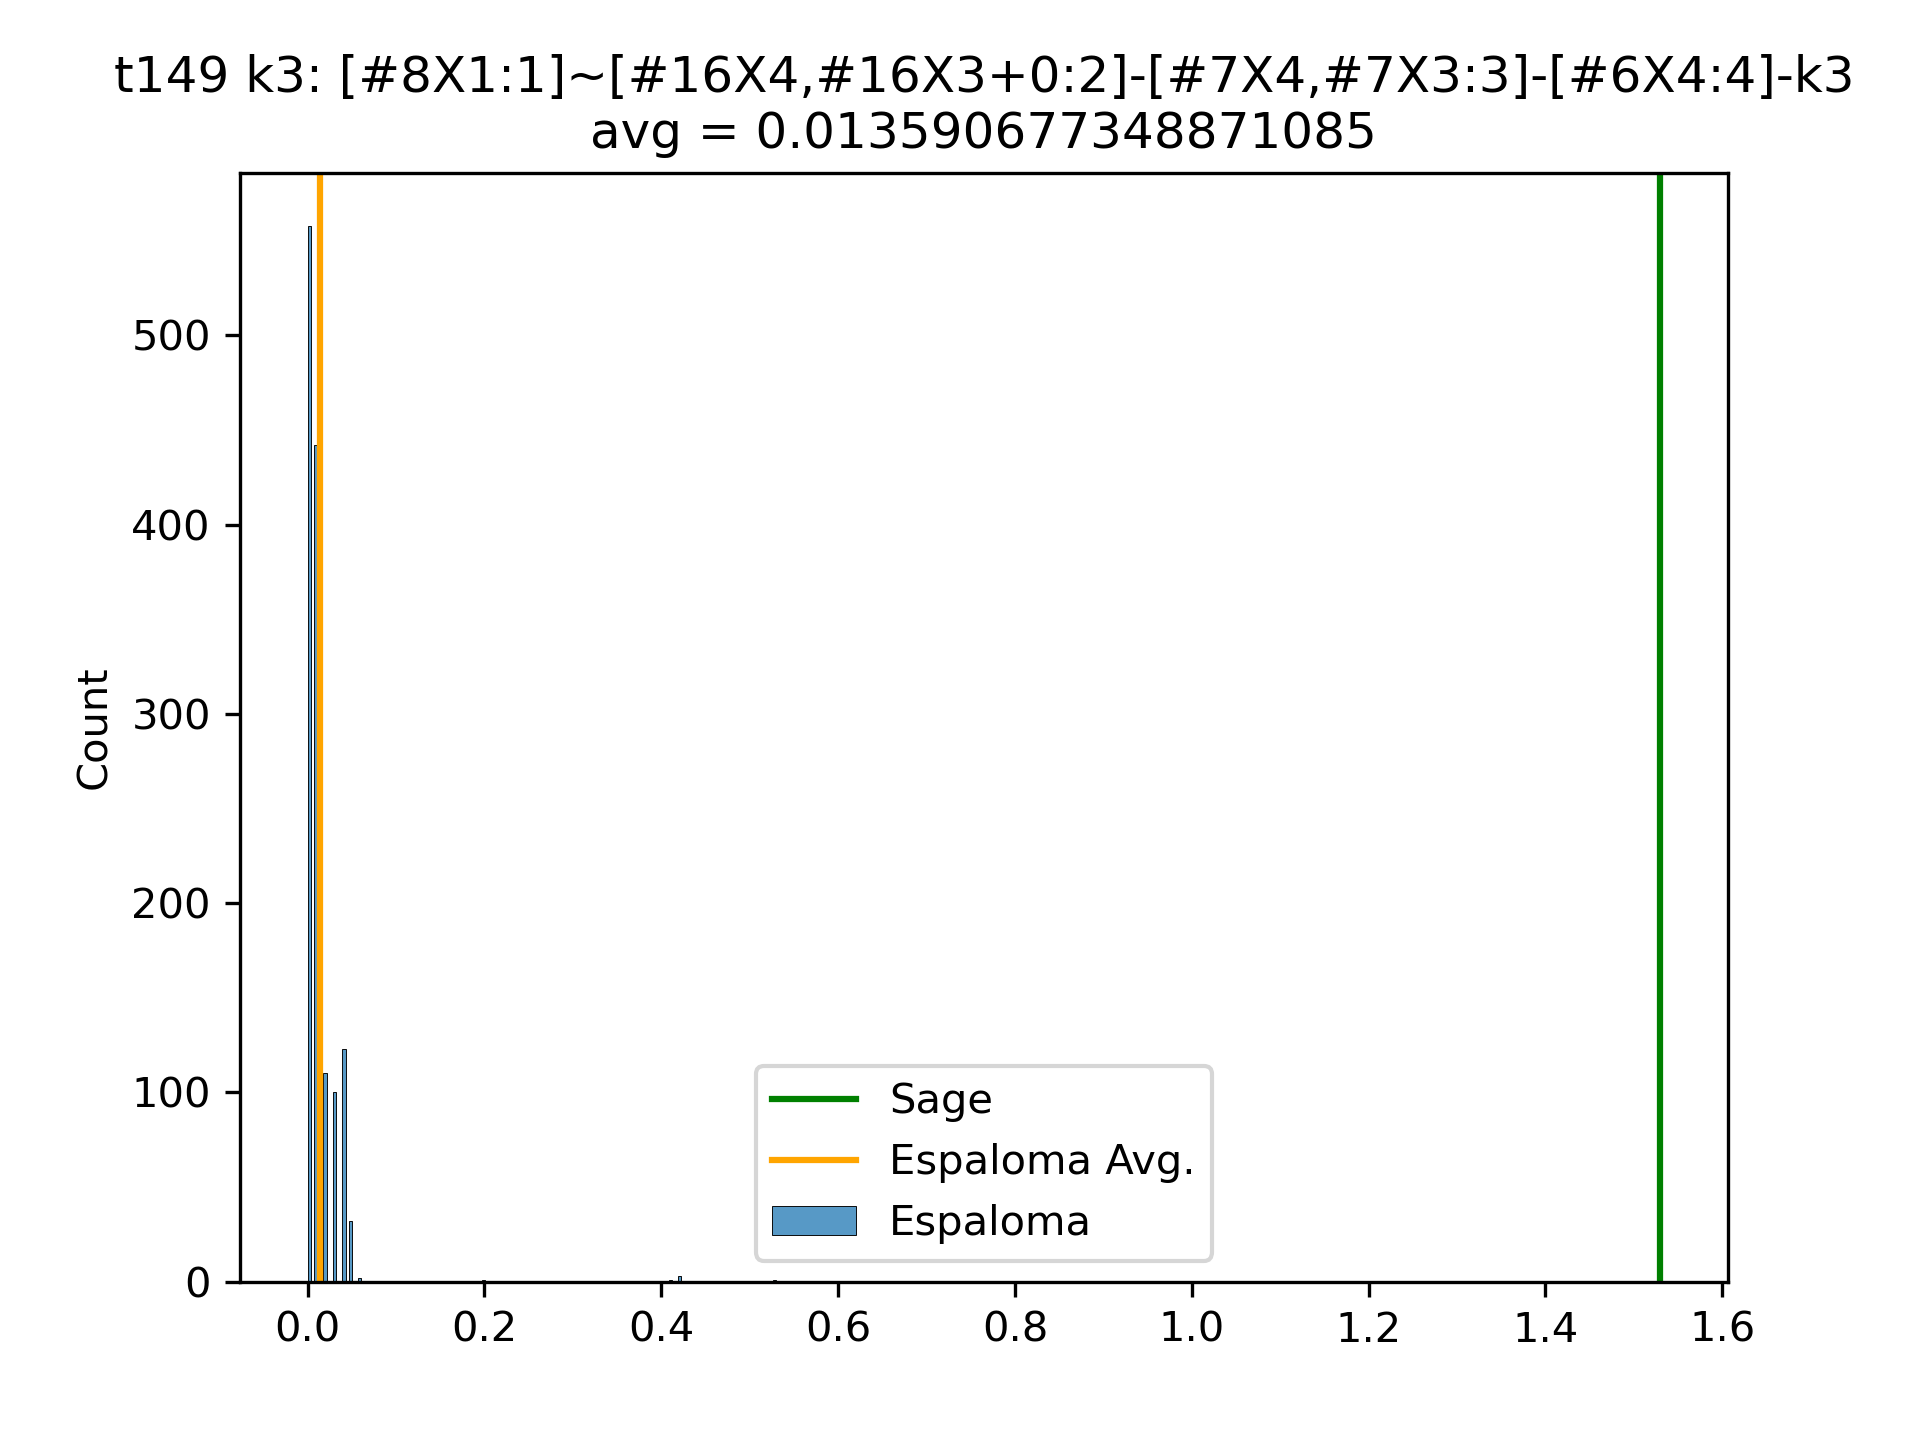 t149 k3: [#8X1:1]~[#16X4,#16X3+0:2]-[#7X4,#7X3:3]-[#6X4:4]-k3
avg = 0.013590677348871085
Count
500
400
300
200
100
0
Sage
Espaloma Avg.
Espaloma
0.0 0.2 0.4 0.6 0.8 1.0 1.2 1.4 1.6